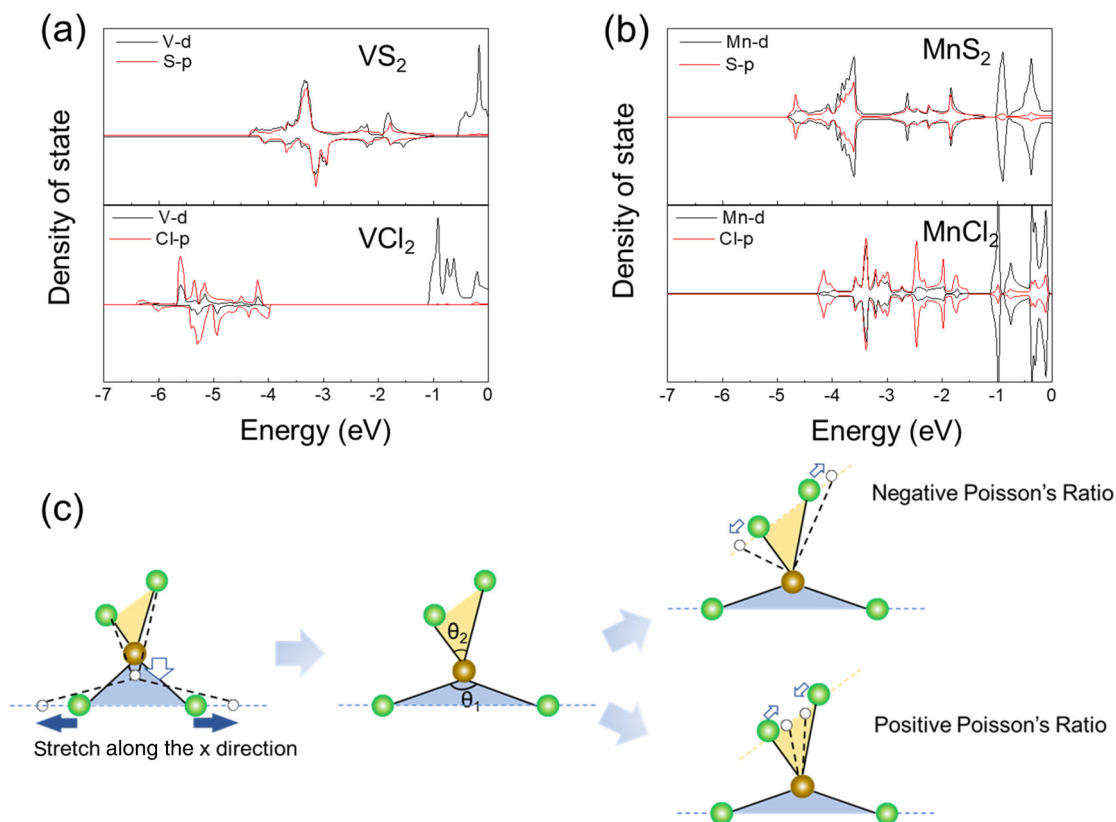 (a)
V-d
S-p
VS₂
V-d
Cl-p
VCl₂
Density of state
-7 -6 -5 -4 -3 -2 -1 0
Energy (eV)
(b)
Mn-d
S-p
MnS₂
Mn-d
Cl-p
MnCl₂
Density of state
-7 -6 -5 -4 -3 -2 -1 0
Energy (eV)
(c)
Stretch along the x direction
θ₂
θ₁
Negative Poisson's Ratio
Positive Poisson's Ratio